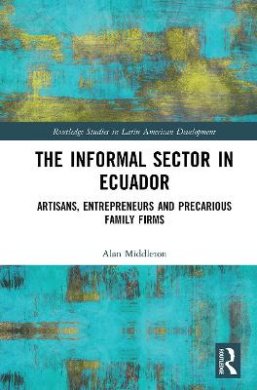 Routledge Studies in Latin American Development
THE INFORMAL SECTOR IN
ECUADOR
ARTISANS, ENTREPRENEURS AND PRECARIOUS
FAMILY FIRMS
Alan Middleton
ROUTLEDGE